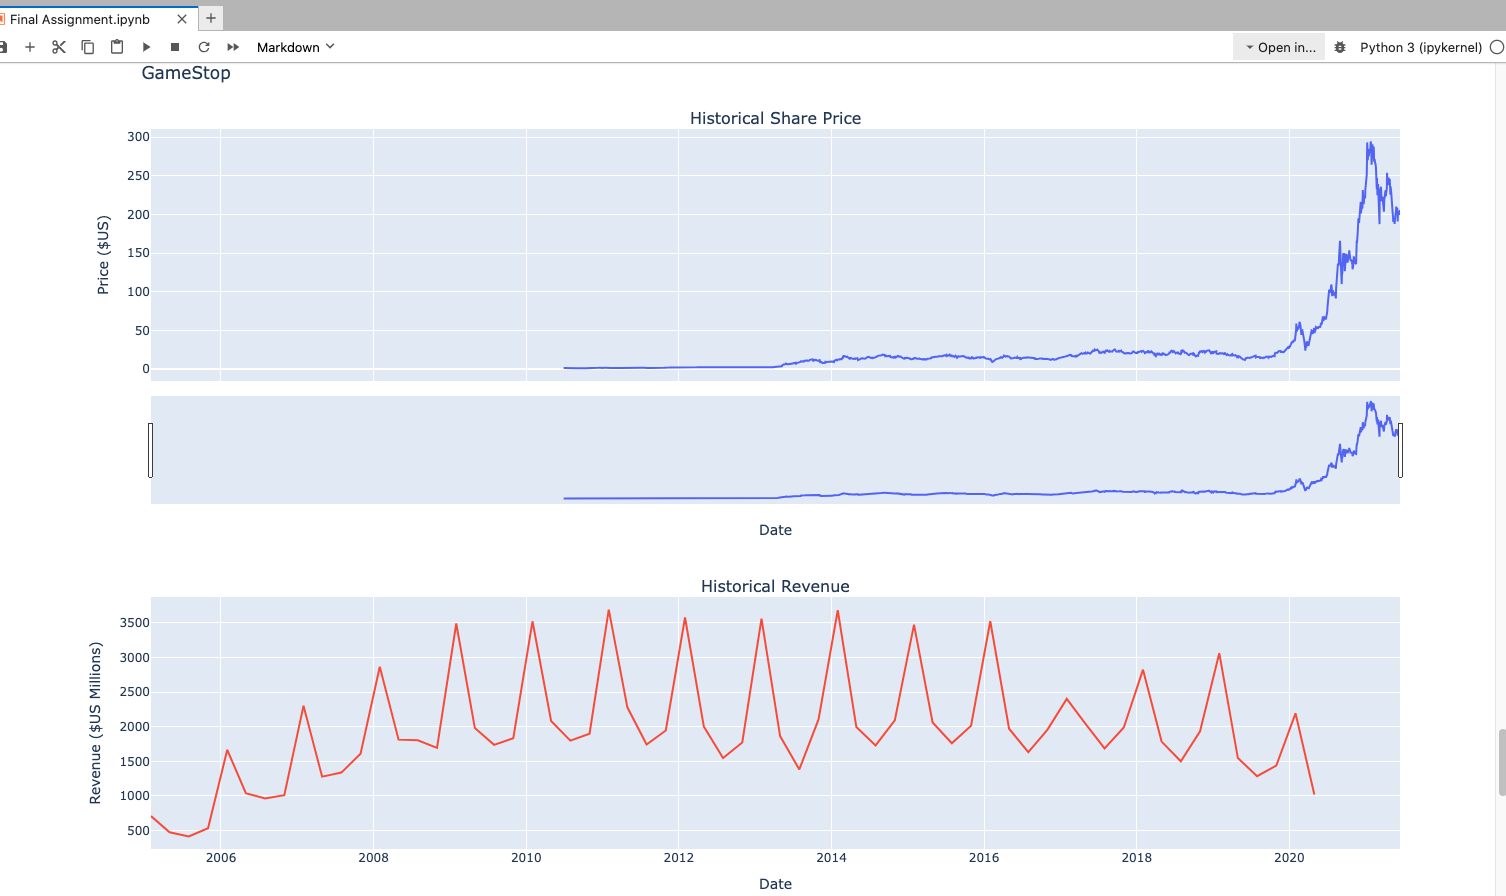 Final Assignment.ipynb
Markdown
Open in...
Python 3 (ipykernel)
GameStop
Historical Share Price
300
250
200
150
100
50
0
Price ($US)
Date
Historical Revenue
3500
3000
2500
2000
1500
1000
500
Revenue ($US Millions)
2006 2008 2010 2012 2014 2016 2018 2020
Date